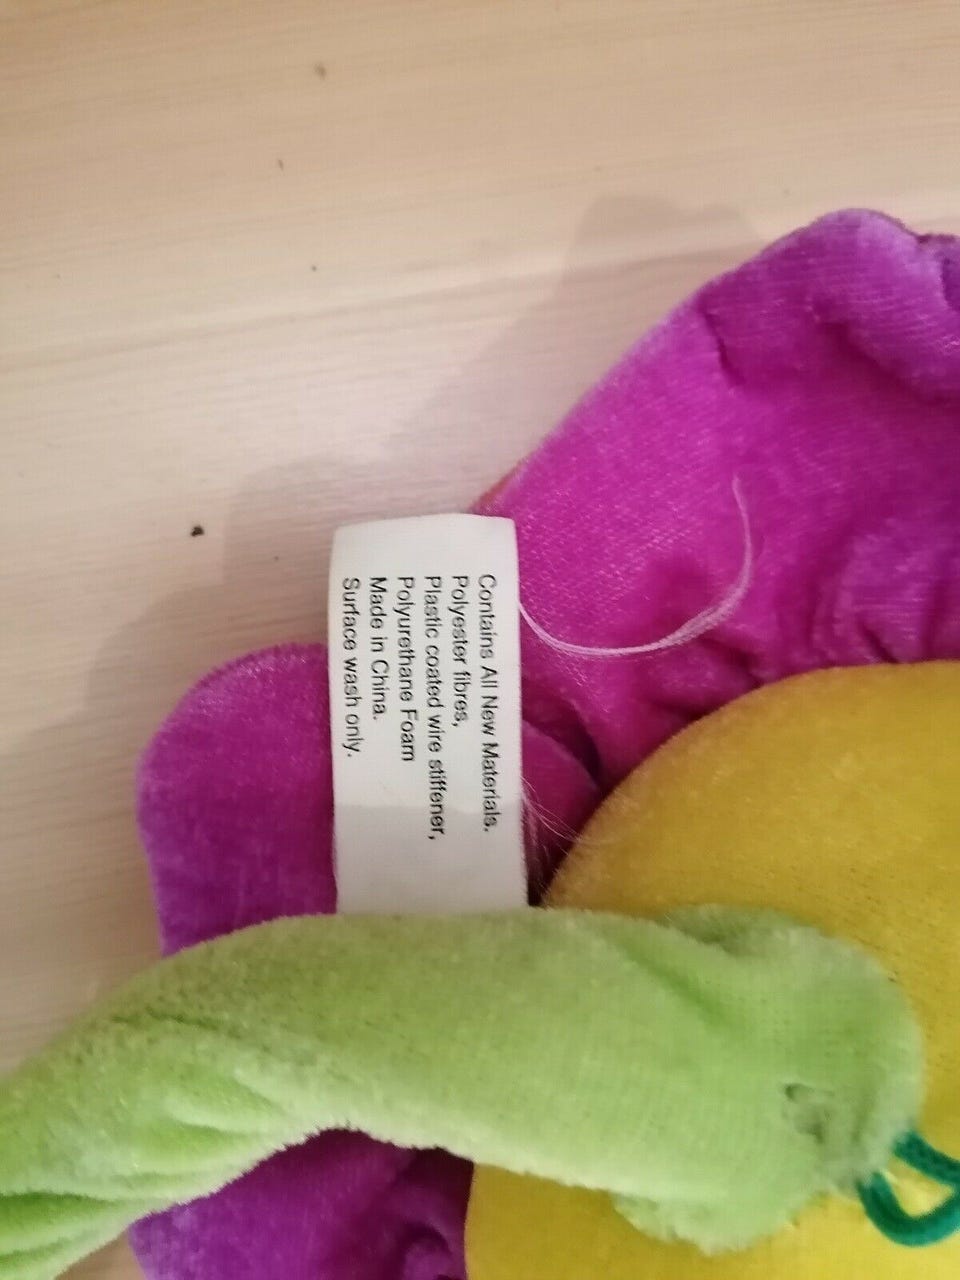 Contains All New Materials.
Polyester fibres,
Plastic coated wire stiffener,
Polyurethane Foam
Made in China.
Surface wash only.